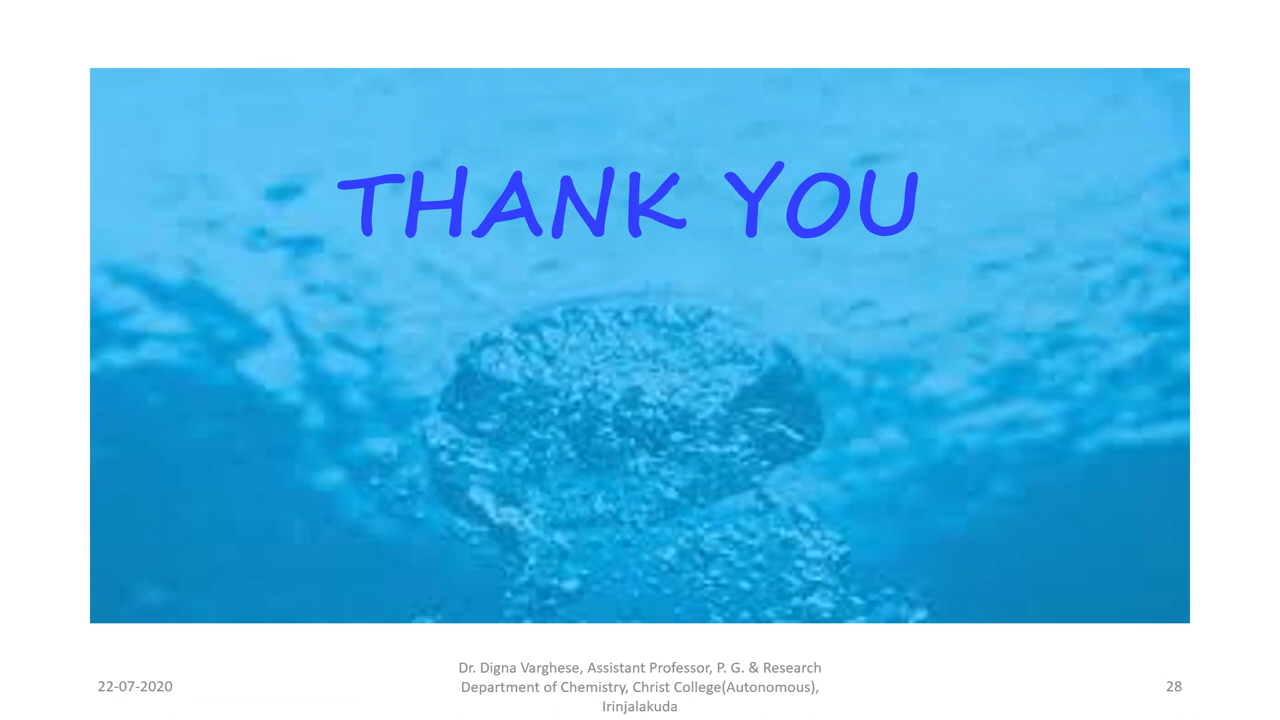 THANK YOU
22-07-2020
Dr. Digna Varghese, Assistant Professor, P. G. & Research
Department of Chemistry, Christ College(Autonomous),
Irinjalakuda
28